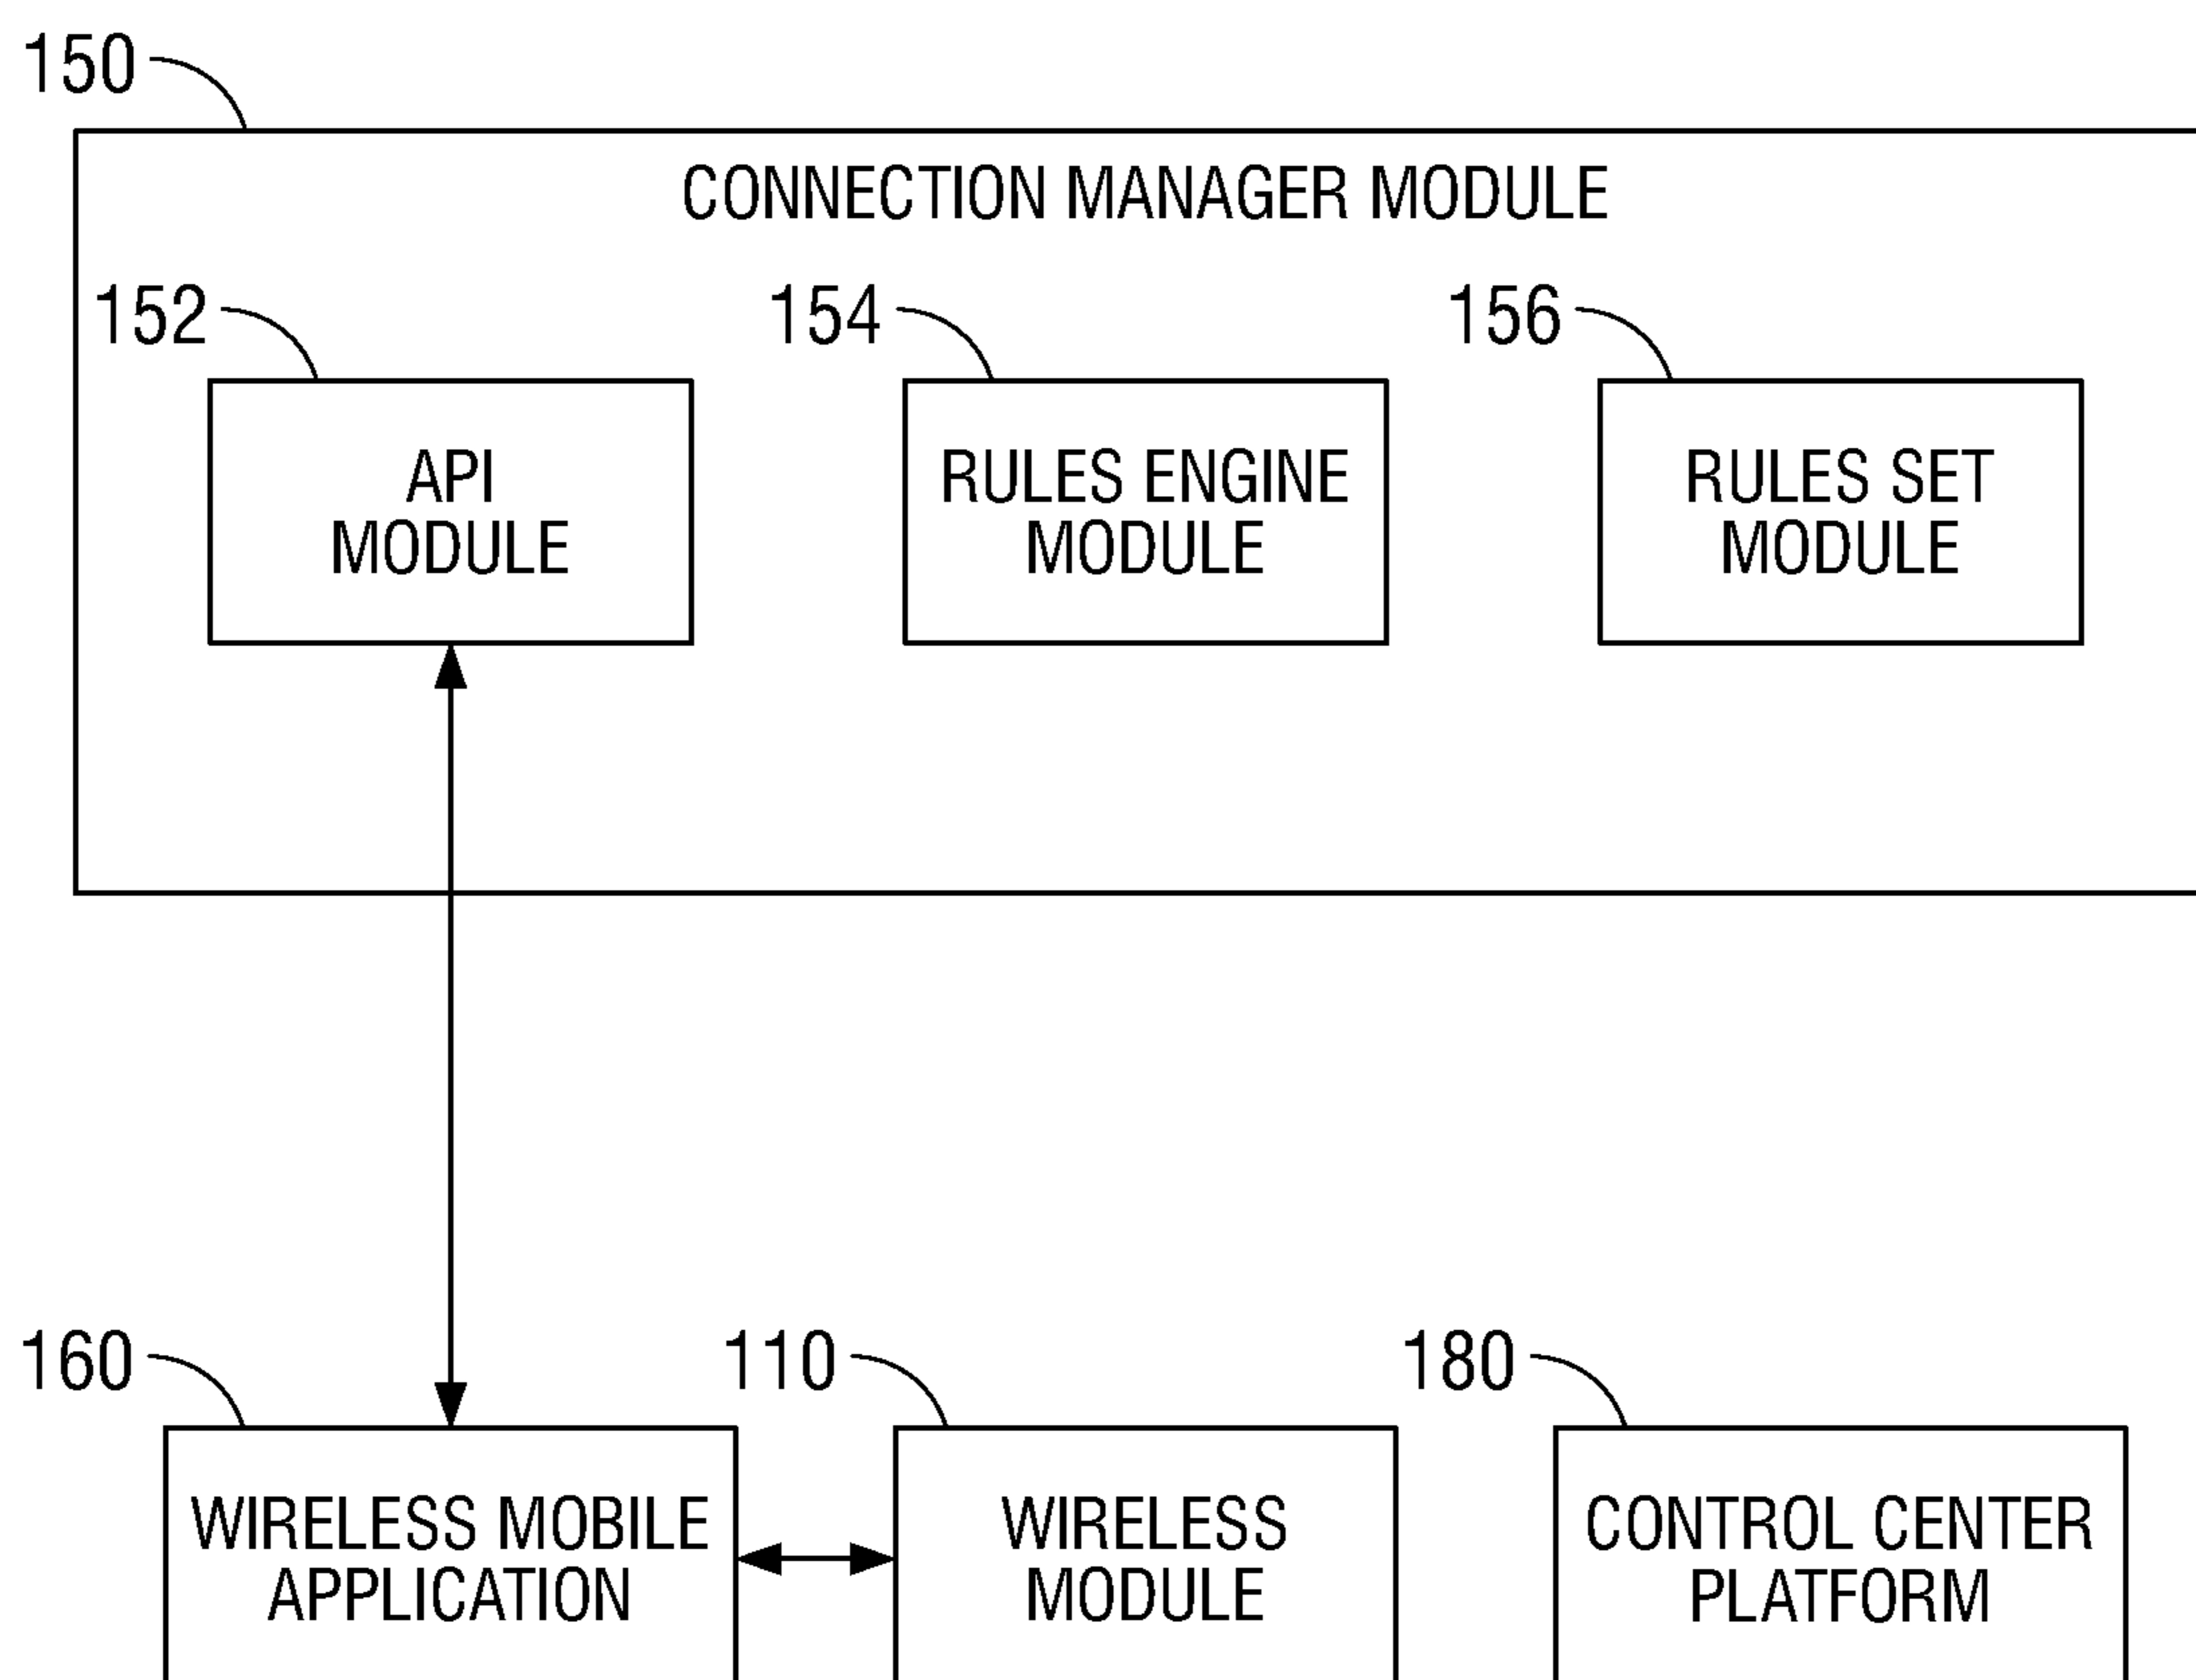 150
CONNECTION MANAGER MODULE
152
154
156
API
MODULE
RULES ENGINE
MODULE
RULES SET
MODULE
160
110
180
WIRELESS MOBILE
APPLICATION
WIRELESS
MODULE
CONTROL CENTER
PLATFORM